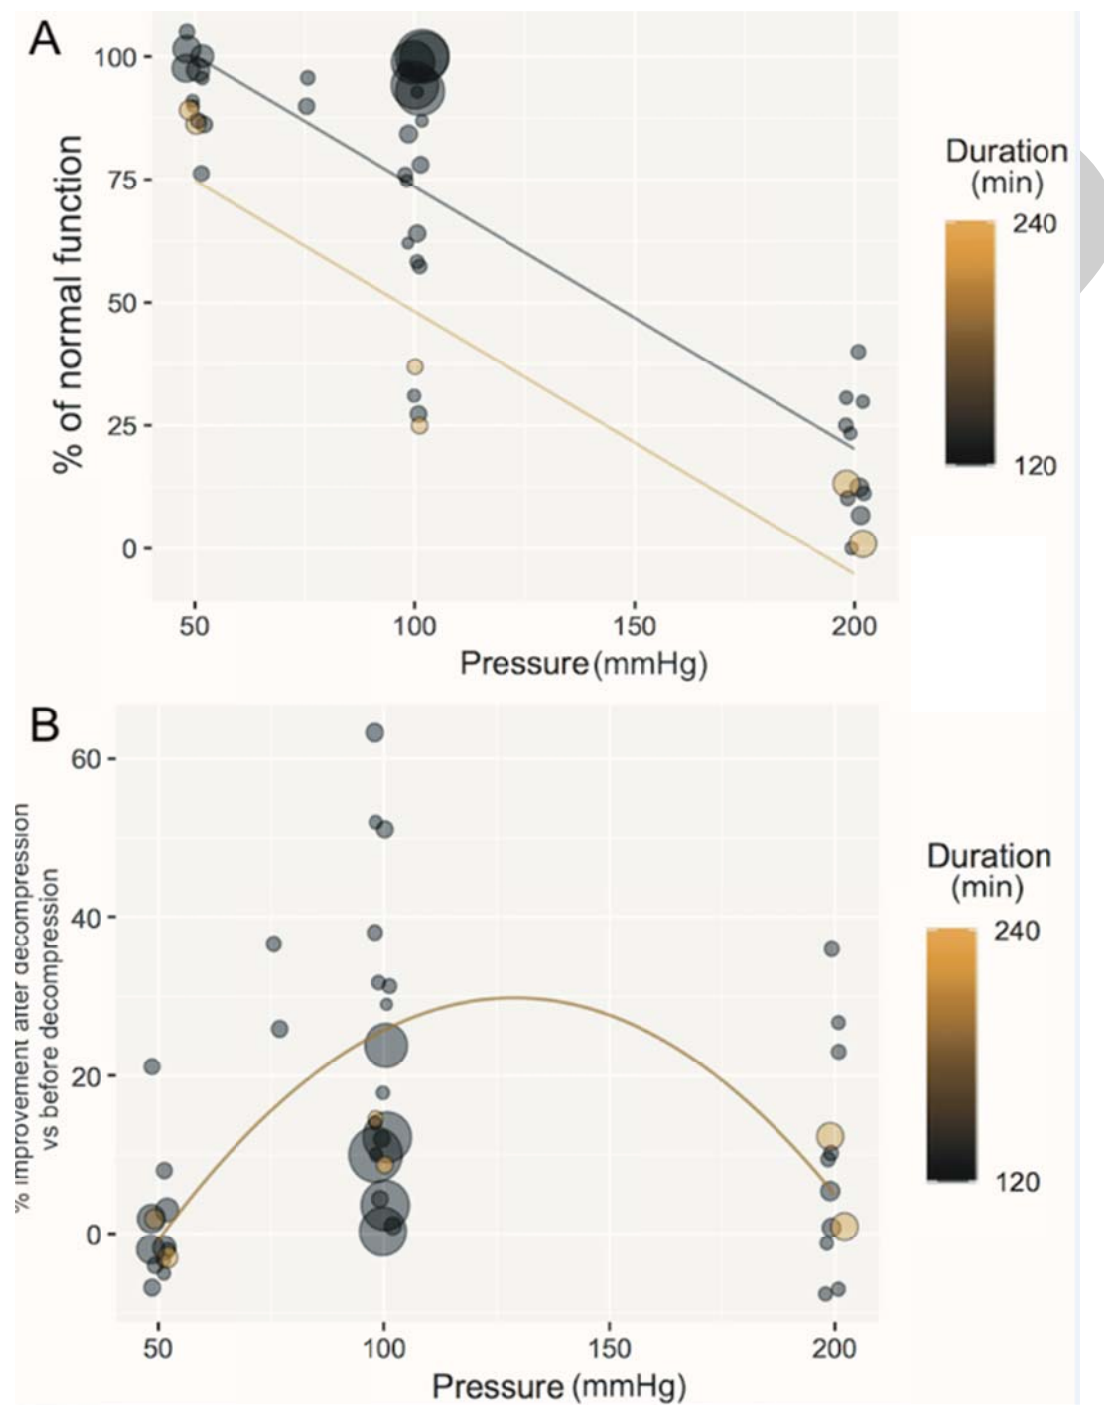 A
100
75
50
25
0
% of normal function
50
100
150
200
Pressure (mmHg)
Duration
(min)
240
120
B
60
40
20
0
% improvement after decompression
vs before decompression
50
100
150
200
Pressure (mmHg)
Duration
(min)
240
120